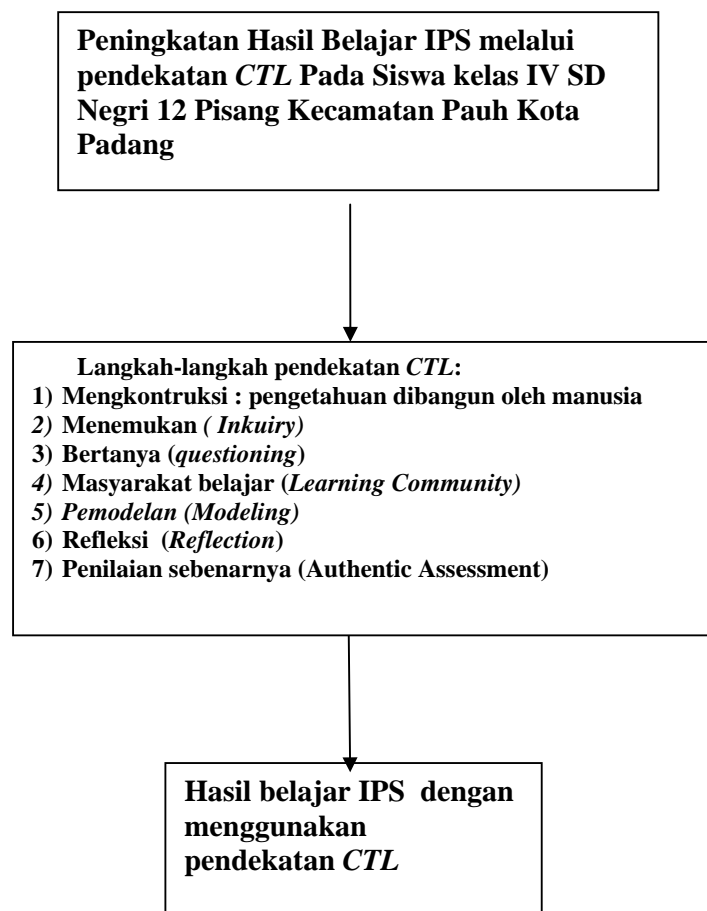 Peningkatan Hasil Belajar IPS melalui
pendekatan CTL Pada Siswa kelas IV SD
Negri 12 Pisang Kecamatan Pauh Kota
Padang
Langkah-langkah pendekatan CTL:
1) Mengkontruksi : pengetahuan dibangun oleh manusia
2) Menemukan ( Inkuiry)
3) Bertanya (questioning)
4) Masyarakat belajar (Learning Community)
5) Pemodelan (Modeling)
6) Refleksi (Reflection)
7) Penilaian sebenarnya (Authentic Assessment)
Hasil belajar IPS dengan
menggunakan
pendekatan CTL